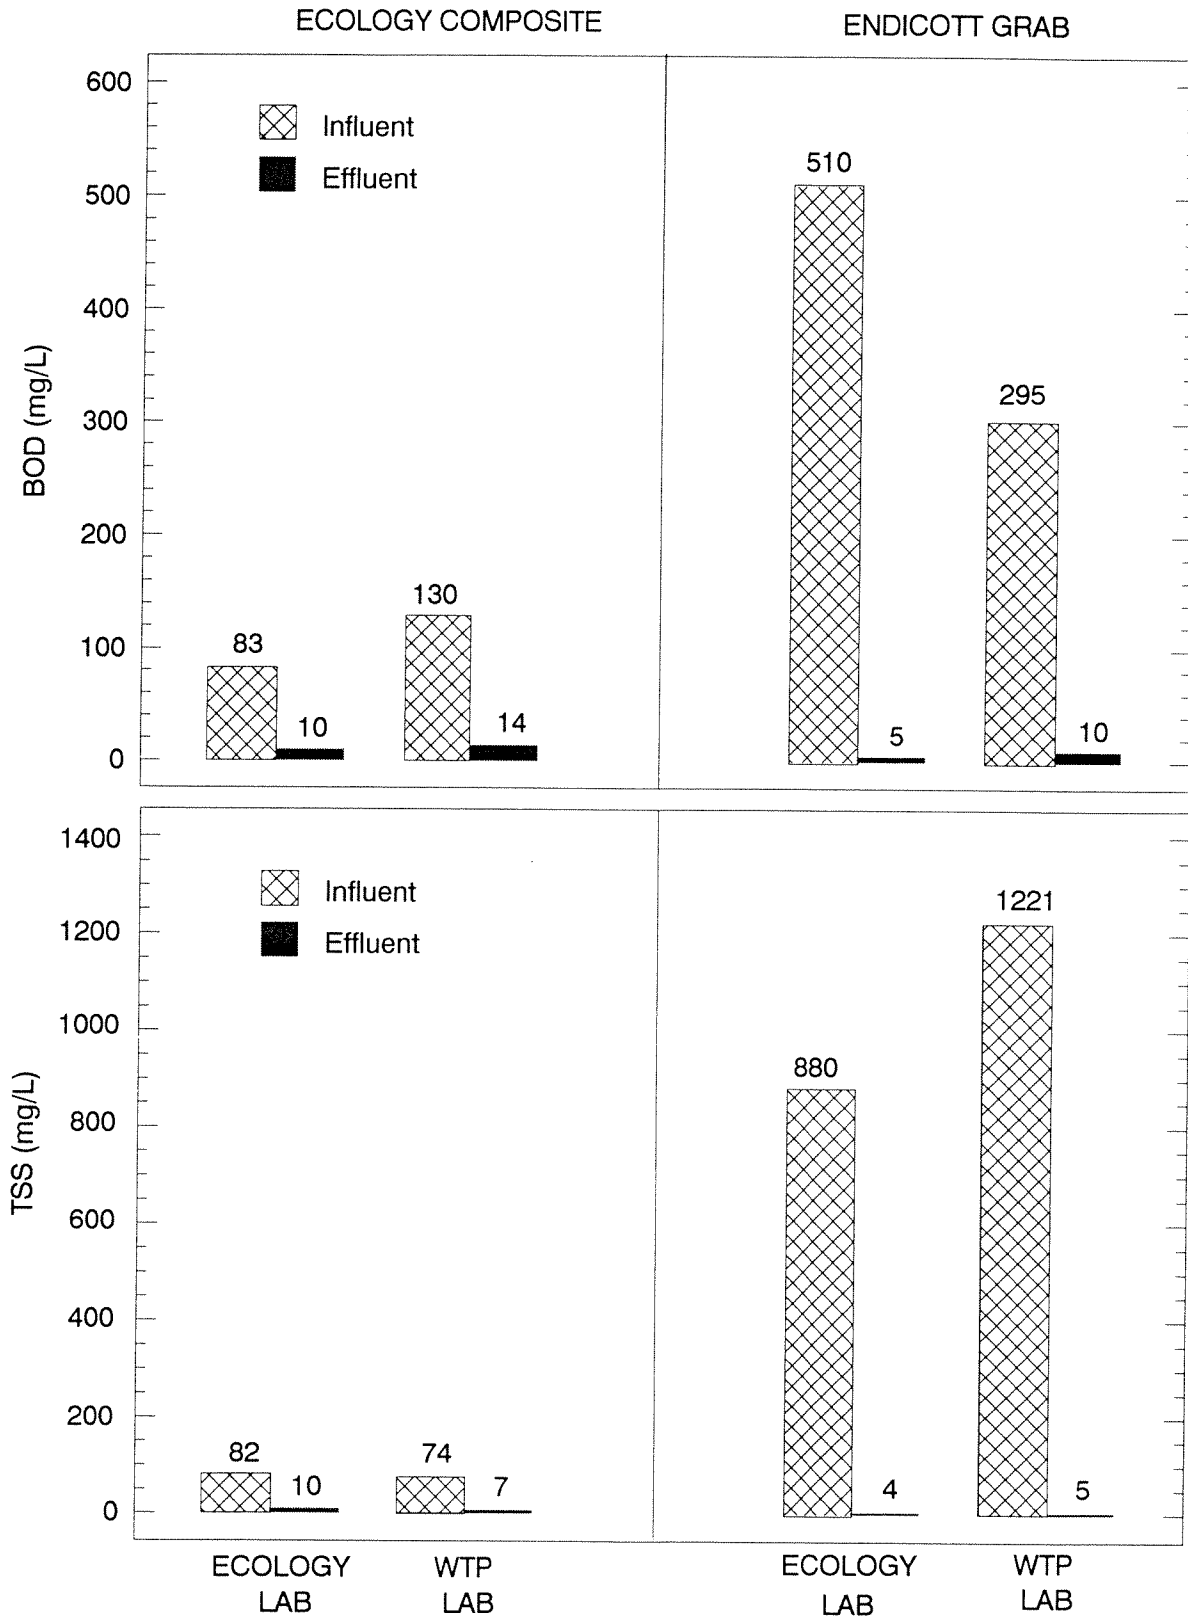 ECOLOGY COMPOSITE
ENDICOTT GRAB
600
500
400
300
200
100
0
BOD (mg/L)
Influent
Effluent
83
10
130
14
510
5
295
10
1400
1200
1000
800
600
400
200
0
TSS (mg/L)
Influent
Effluent
82
10
74
7
880
4
1221
5
ECOLOGY
LAB
WTP
LAB
ECOLOGY
LAB
WTP
LAB